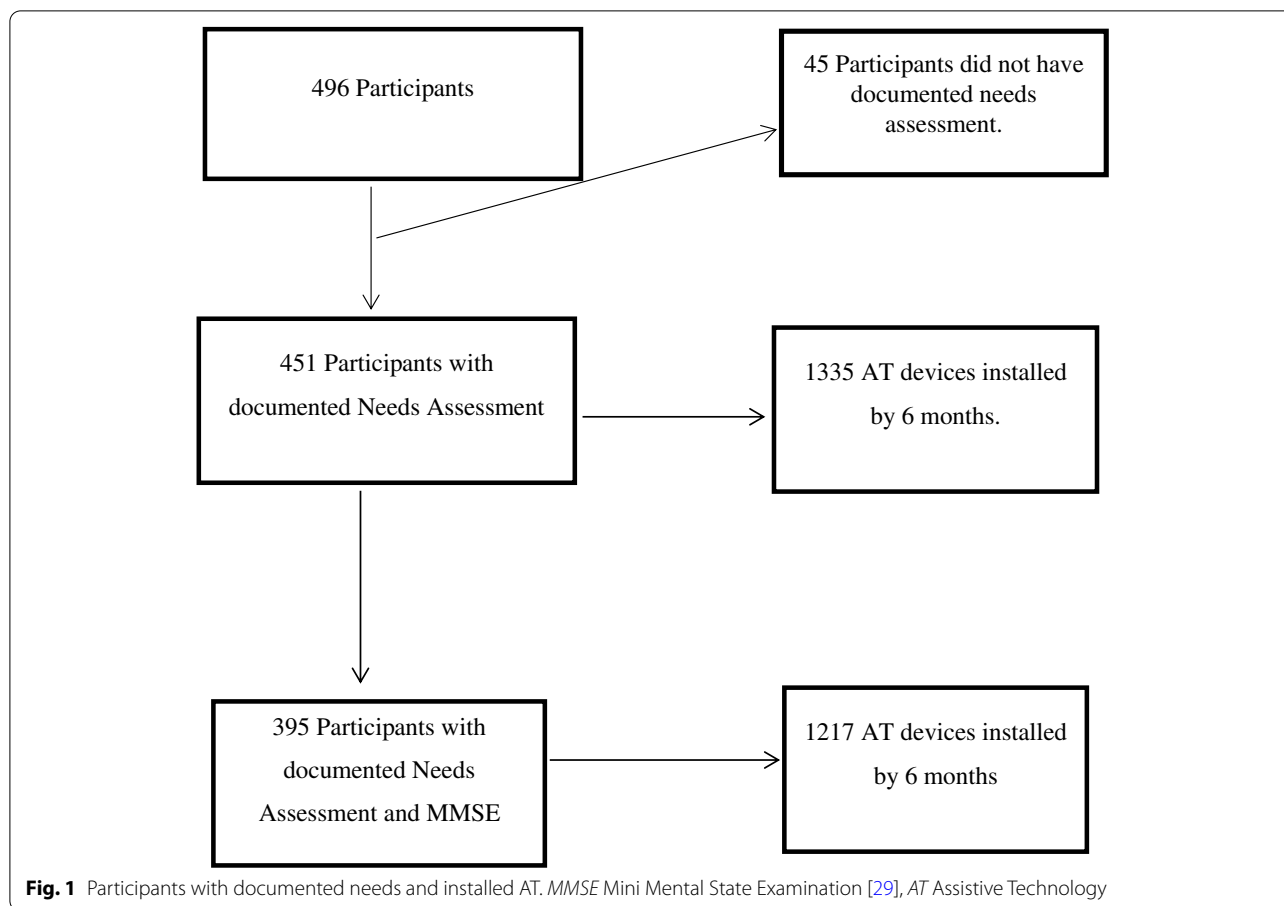 496 Participants
45 Participants did not have
documented needs
assessment.
451 Participants with
documented Needs Assessment
1335 AT devices installed
by 6 months.
395 Participants with
documented Needs
Assessment and MMSE
1217 AT devices installed
by 6 months
Fig. 1 Participants with documented needs and installed AT. MMSE Mini Mental State Examination [29], AT Assistive Technology